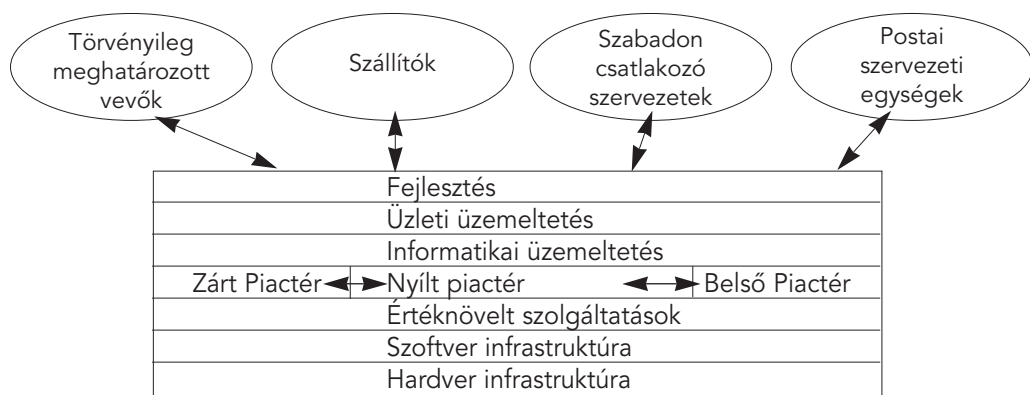 Törvényileg
meghatározott
vevők
Szállítók
Szabadon
csatlakozó
szervezetek
Postai
szervezeti
egységek
Fejlesztés
Üzleti üzemeltetés
Informatikai üzemeltetés
Zárt Piactér Nyílt piactér Belső Piactér
Értéknövelt szolgáltatások
Szoftver infrastruktúra
Hardver infrastruktúra